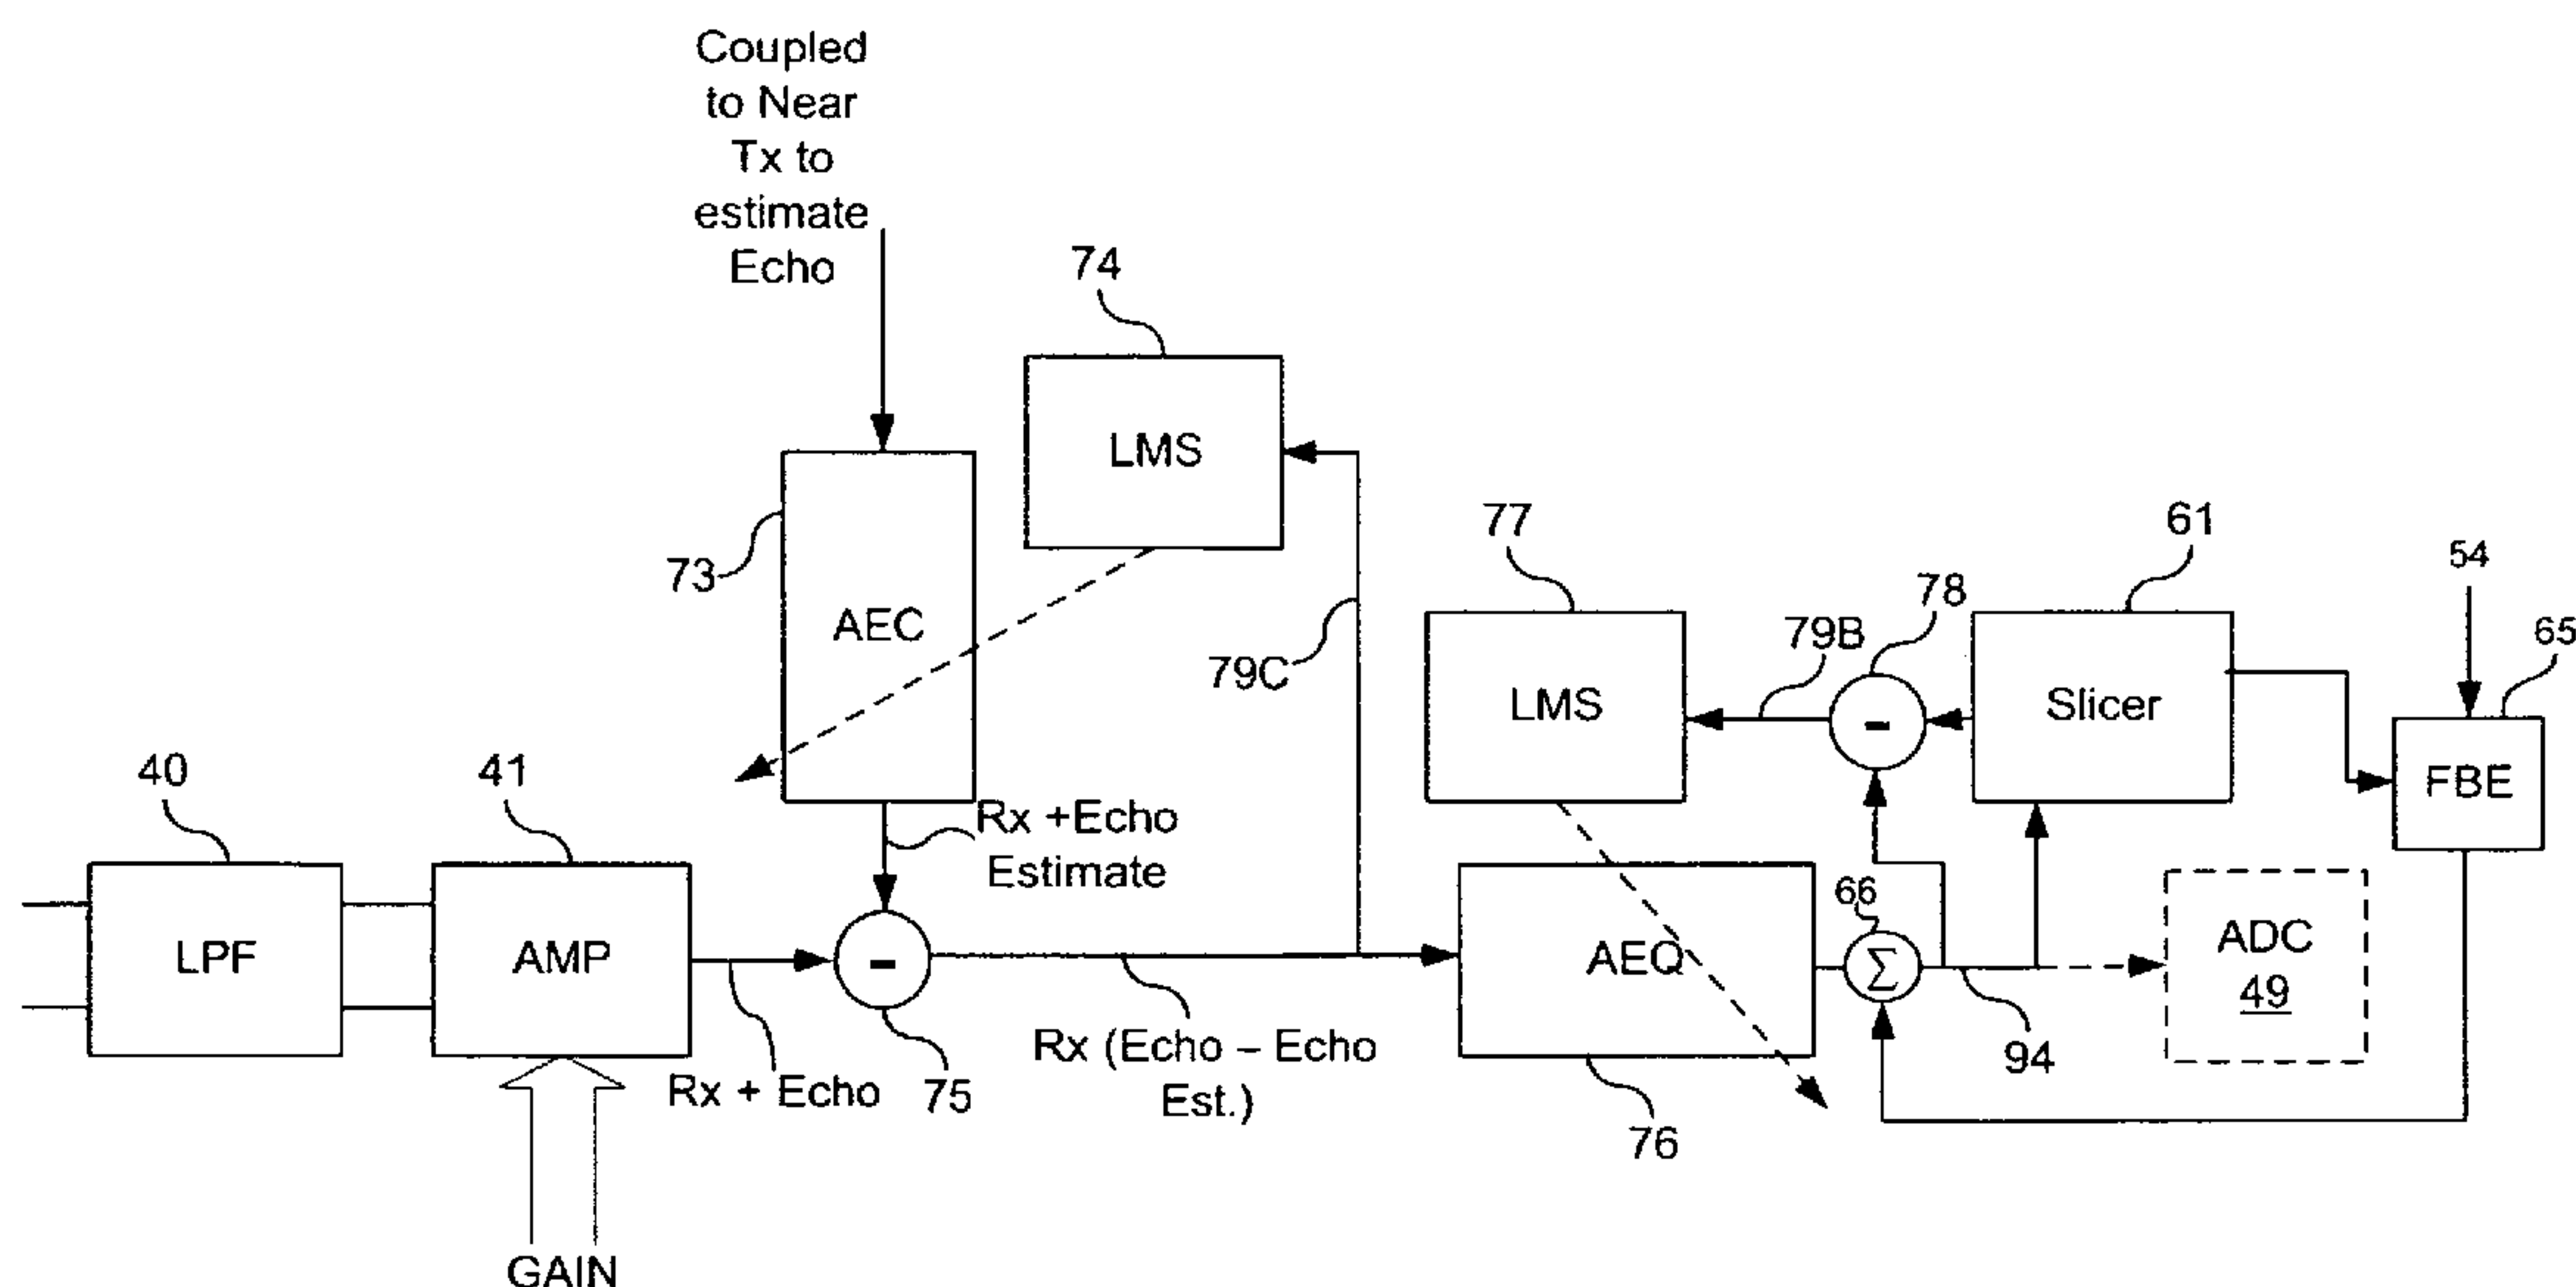 Coupled
to Near
Tx to
estimate
Echo
74
LMS
73
AEC
79C
77
LMS
78
79B
61
Slicer
54
65
FBE
40
LPF
41
AMP
Rx +Echo
Estimate
-
-
Rx + Echo
75
Rx (Echo – Echo
Est.)
AEQ
76
66
Σ
94
ADC
49
GAIN